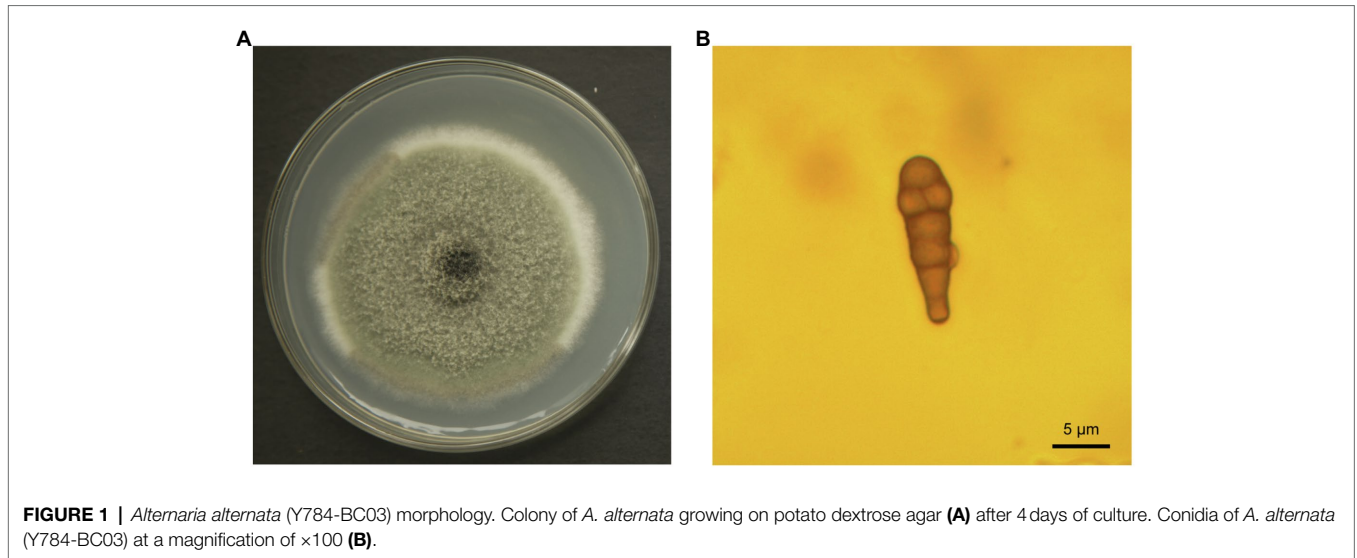 A
B
5 μm
FIGURE 1 | Alternaria alternata (Y784-BC03) morphology. Colony of A. alternata growing on potato dextrose agar (A) after 4 days of culture. Conidia of A. alternata
(Y784-BC03) at a magnification of ×100 (B).